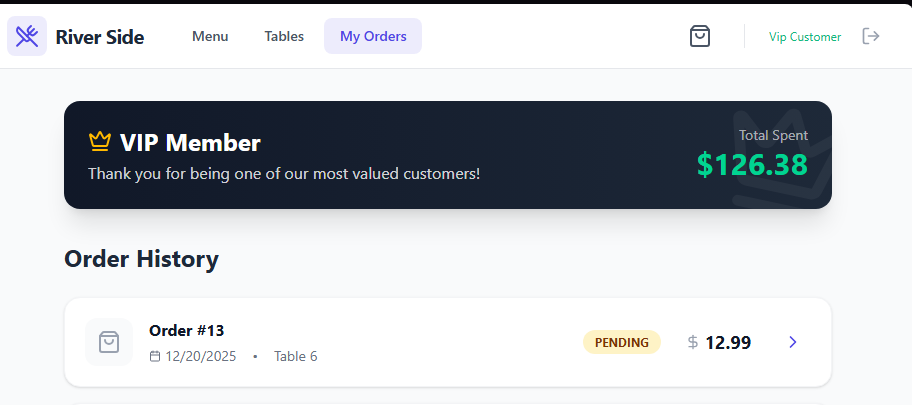 River Side Menu Tables My Orders Vip Customer
VIP Member
Thank you for being one of our most valued customers!
Total Spent
$126.38
Order History
Order #13
12/20/2025 • Table 6
PENDING
$ 12.99